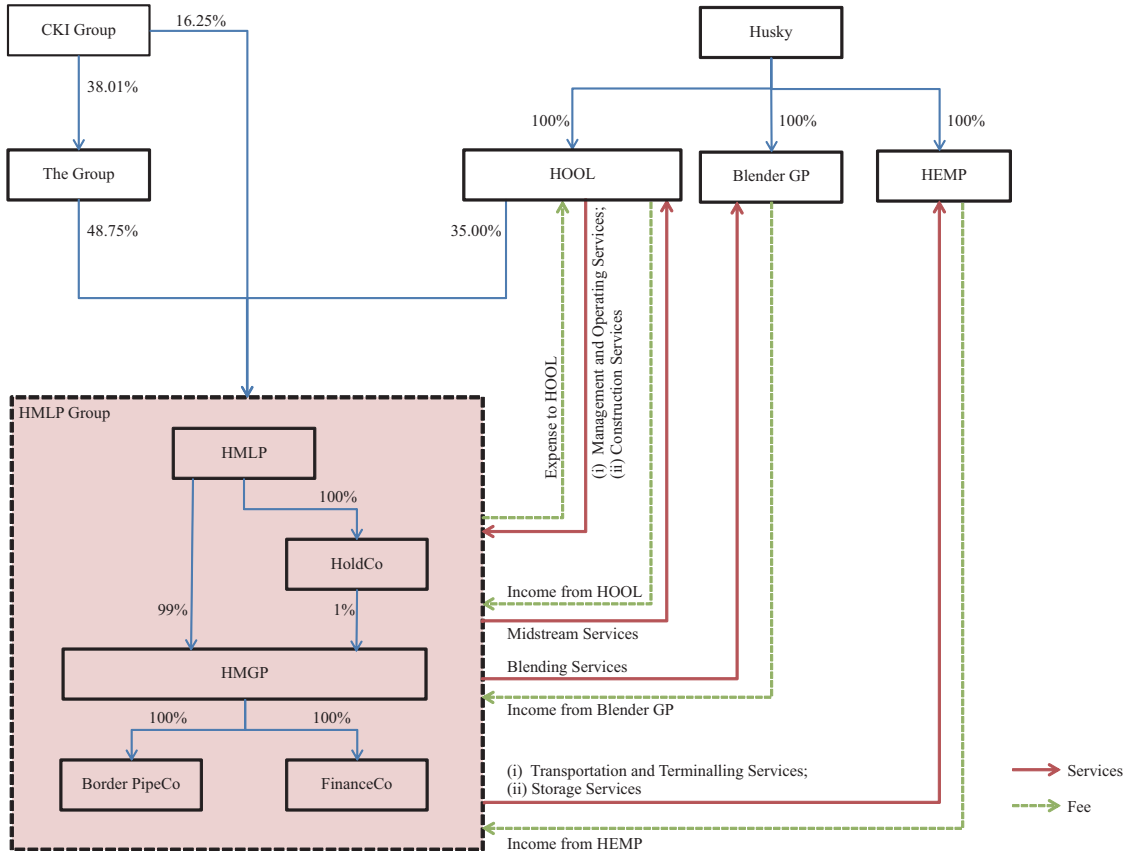 CKI Group
16.25%
Husky
38.01%
100%
100%
100%
The Group
HOOL
Blender GP
HEMP
48.75%
35.00%
Expense to HOOL
(i) Management and Operating Services;
(ii) Construction Services
HMLP Group
HMLP
100%
HoldCo
99%
1%
Income from HOOL
Midstream Services
HMGP
Blending Services
Income from Blender GP
100%
100%
Border PipeCo
FinanceCo
(i) Transportation and Terminalling Services;
(ii) Storage Services
Income from HEMP
Services
Fee